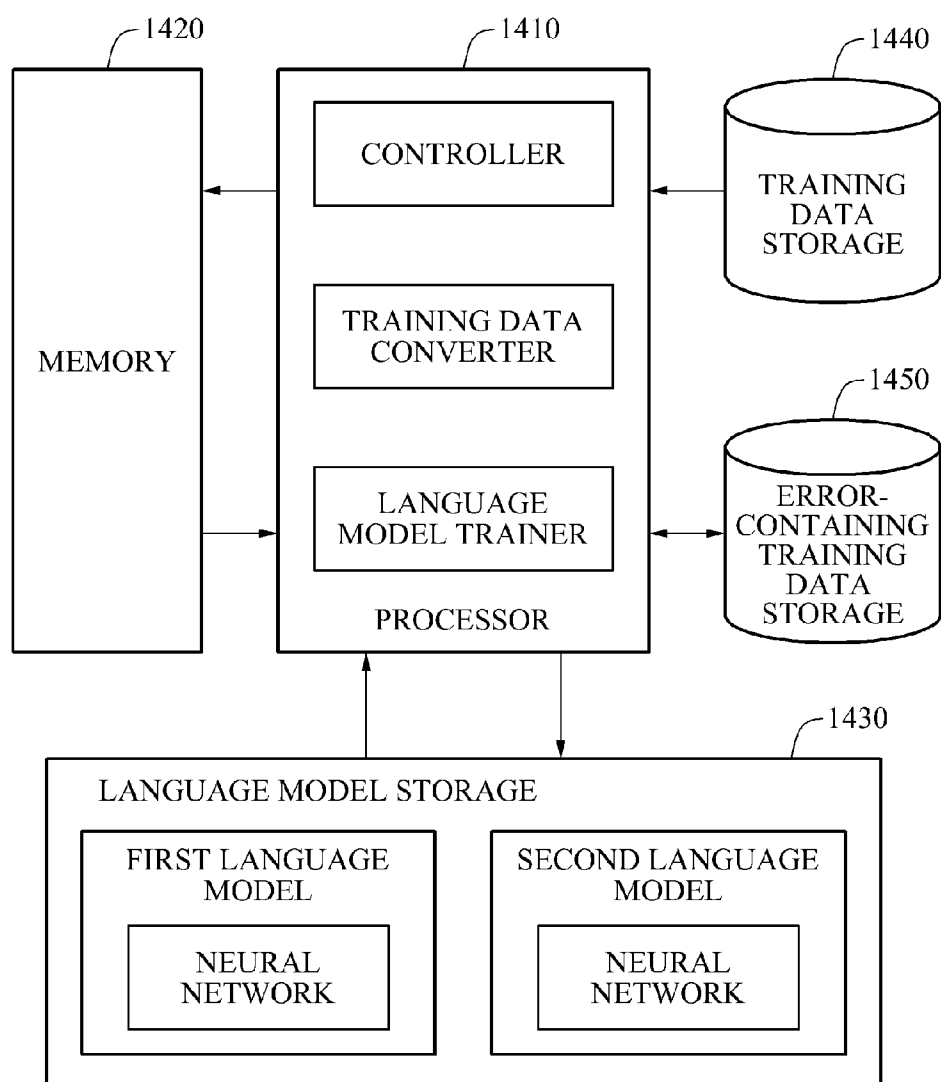 1420
1410
1440
MEMORY
CONTROLLER
TRAINING DATA
CONVERTER
LANGUAGE
MODEL TRAINER
PROCESSOR
TRAINING
DATA
STORAGE
1450
ERROR-
CONTAINING
TRAINING
DATA
STORAGE
1430
LANGUAGE MODEL STORAGE
FIRST LANGUAGE
MODEL
NEURAL
NETWORK
SECOND LANGUAGE
MODEL
NEURAL
NETWORK